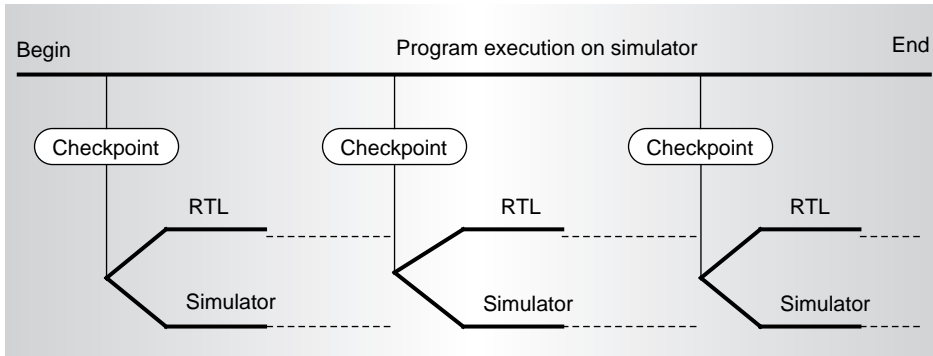 Begin
Program execution on simulator
End
Checkpoint
Checkpoint
Checkpoint
RTL
RTL
RTL
Simulator
Simulator
Simulator